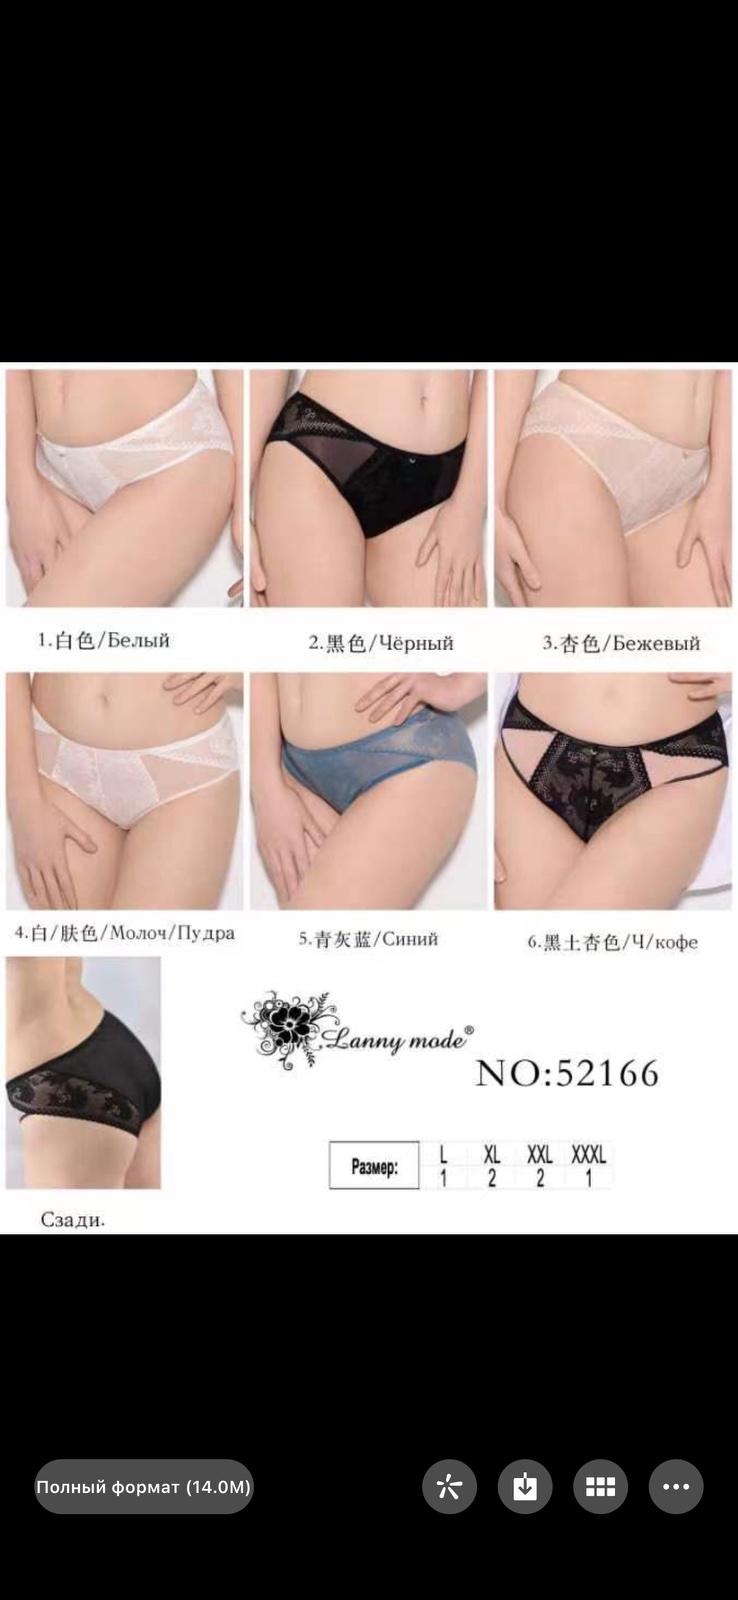 1.白色/Белый
2.黑色/Чёрный
3.杏色/Бежевый
4.白/肤色/Молоч/Пудра
5.青灰蓝/Синий
6.黑土杏色/Ч/кофе
Lanny mode®
NO:52166
Размер: L XL XXL XXXL
1 2 2 1
Сзади.
Полный формат (14.0M)